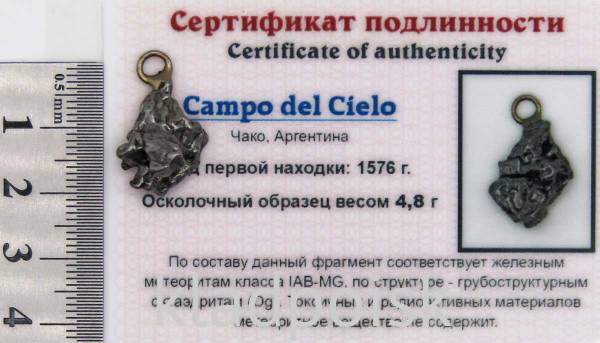 Сертификат подлинности
Certificate of authenticity
0,5 mm
Campo del Cielo
Чако, Аргентина
1
первой находки: 1576 г.
2
Осколочный образец весом 4,8 г
3
По составу данный фрагмент соответствует железным
метеоритам класса IAB-MG, по структуре - грубоструктурным
материалов
4
содержит.